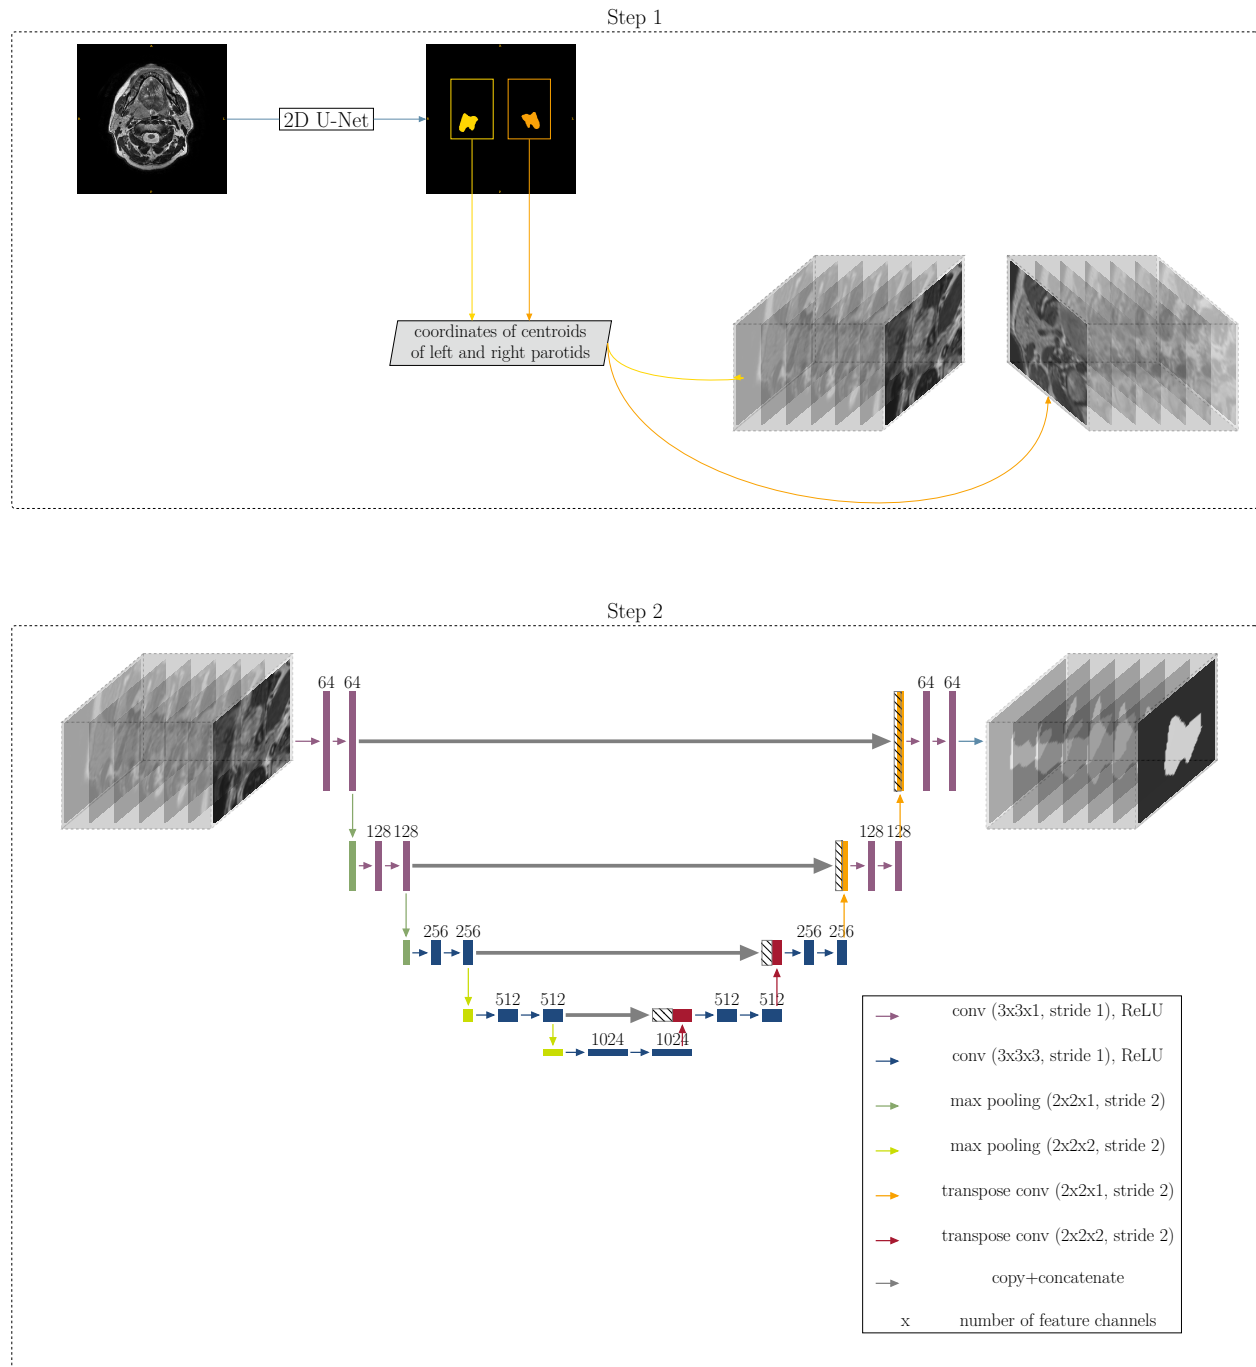 Step 1
2D U-Net
coordinates of centroids
of left and right parotids
Step 2
64 64
64 64
128 128
128 128
256 256
256 256
512 512
512 512
1024 1024
conv (3x3x1, stride 1), ReLU
conv (3x3x3, stride 1), ReLU
max pooling (2x2x1, stride 2)
max pooling (2x2x2, stride 2)
transpose conv (2x2x1, stride 2)
transpose conv (2x2x2, stride 2)
copy+concatenate
x number of feature channels